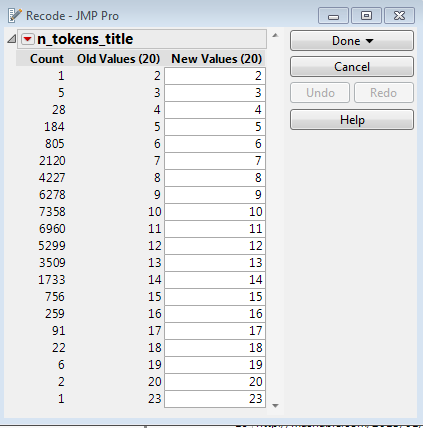 Recode - JMP Pro
n_tokens_title
Count Old Values (20) New Values (20)
1 2 2
5 3 3
28 4 4
184 5 5
805 6 6
2120 7 7
4227 8 8
6278 9 9
7358 10 10
6960 11 11
5299 12 12
3509 13 13
1733 14 14
756 15 15
259 16 16
91 17 17
22 18 18
6 19 19
2 20 20
1 23 23
Done
Cancel
Undo Redo
Help